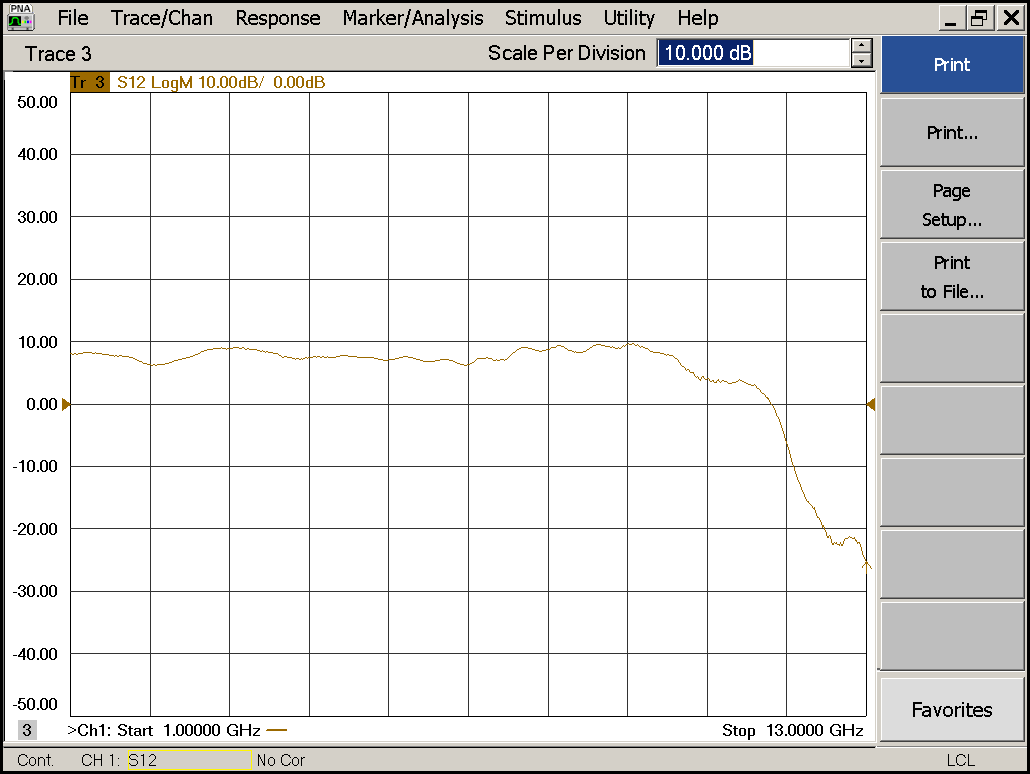 PNA File Trace/Chan Response Marker/Analysis Stimulus Utility Help
Trace 3 Scale Per Division 10.000 dB
Print
Print...
Page
Setup...
Print
to File...
Favorites
Tr 3 S12 LogM 10.00dB/ 0.00dB
50.00
40.00
30.00
20.00
10.00
0.00
-10.00
-20.00
-30.00
-40.00
-50.00
3 >Ch1: Start 1.00000 GHz Stop 13.0000 GHz
Cont. CH 1: S12 No Cor LCL